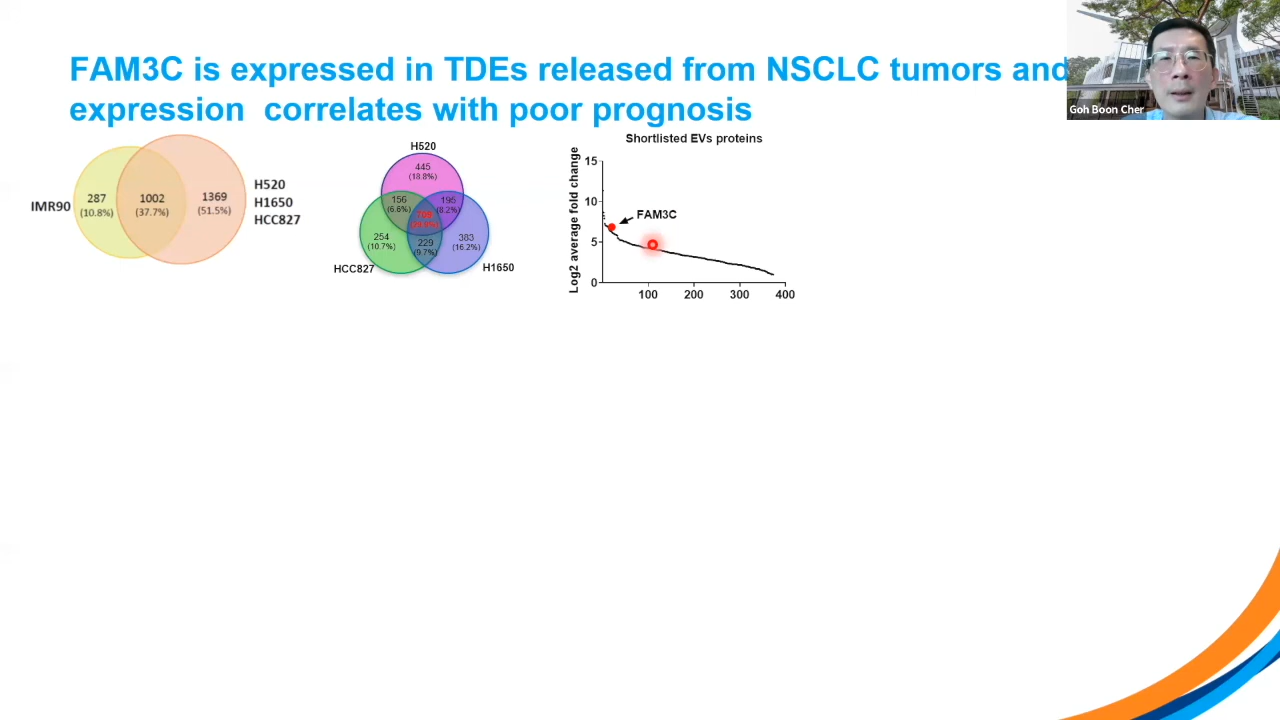 FAM3C is expressed in TDEs released from NSCLC tumors and
expression correlates with poor prognosis
Goh Boon Cher
IMR90
287
(10.8%)
1002
(37.7%)
1369
(51.5%)
H520
H1650
HCC827
H520
445
(18.8%)
156
(6.6%)
195
(8.2%)
254
(10.7%)
229
(9.7%)
383
(16.2%)
HCC827
H1650
Shortlisted EVs proteins
Log2 average fold change
15
10
5
0
FAM3C
100
200
300
400